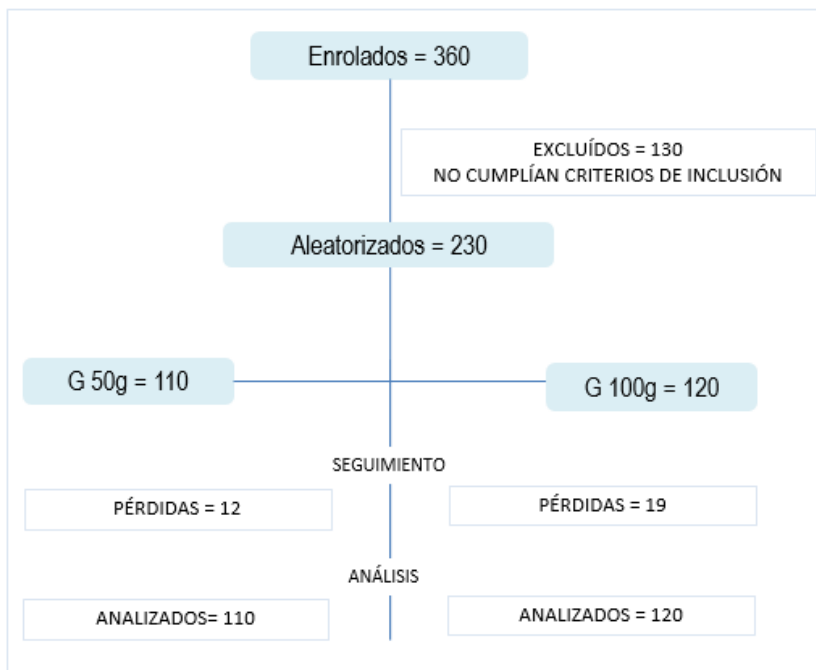 Enrolados = 360
EXCLUÍDOS = 130
NO CUMPLÍAN CRITERIOS DE INCLUSIÓN
Aleatorizados = 230
G 50g = 110
G 100g = 120
SEGUIMIENTO
PÉRDIDAS = 12
PÉRDIDAS = 19
ANÁLISIS
ANALIZADOS= 110
ANALIZADOS = 120